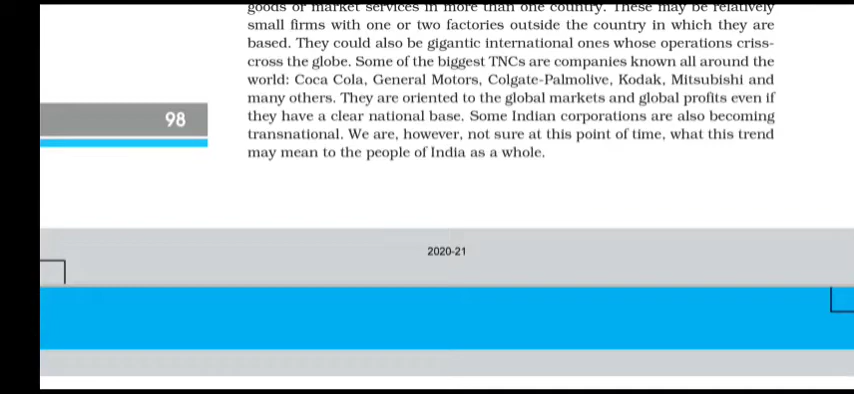 goods or market services in more than one country. These may be relatively
small firms with one or two factories outside the country in which they are
based. They could also be gigantic international ones whose operations criss-
cross the globe. Some of the biggest TNCs are companies known all around the
world: Coca Cola, General Motors, Colgate-Palmolive, Kodak, Mitsubishi and
many others. They are oriented to the global markets and global profits even if
they have a clear national base. Some Indian corporations are also becoming
transnational. We are, however, not sure at this point of time, what this trend
may mean to the people of India as a whole.
98
2020-21